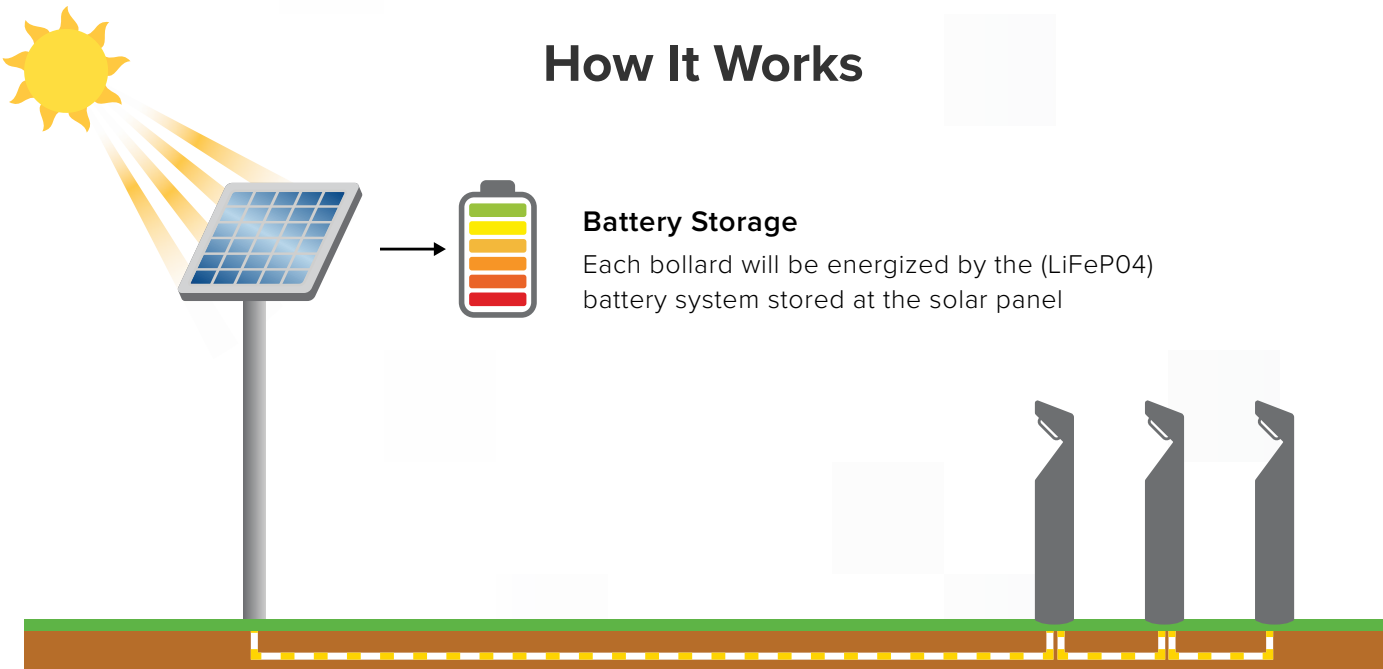 How It Works
Battery Storage
Each bollard will be energized by the (LiFeP04)
battery system stored at the solar panel